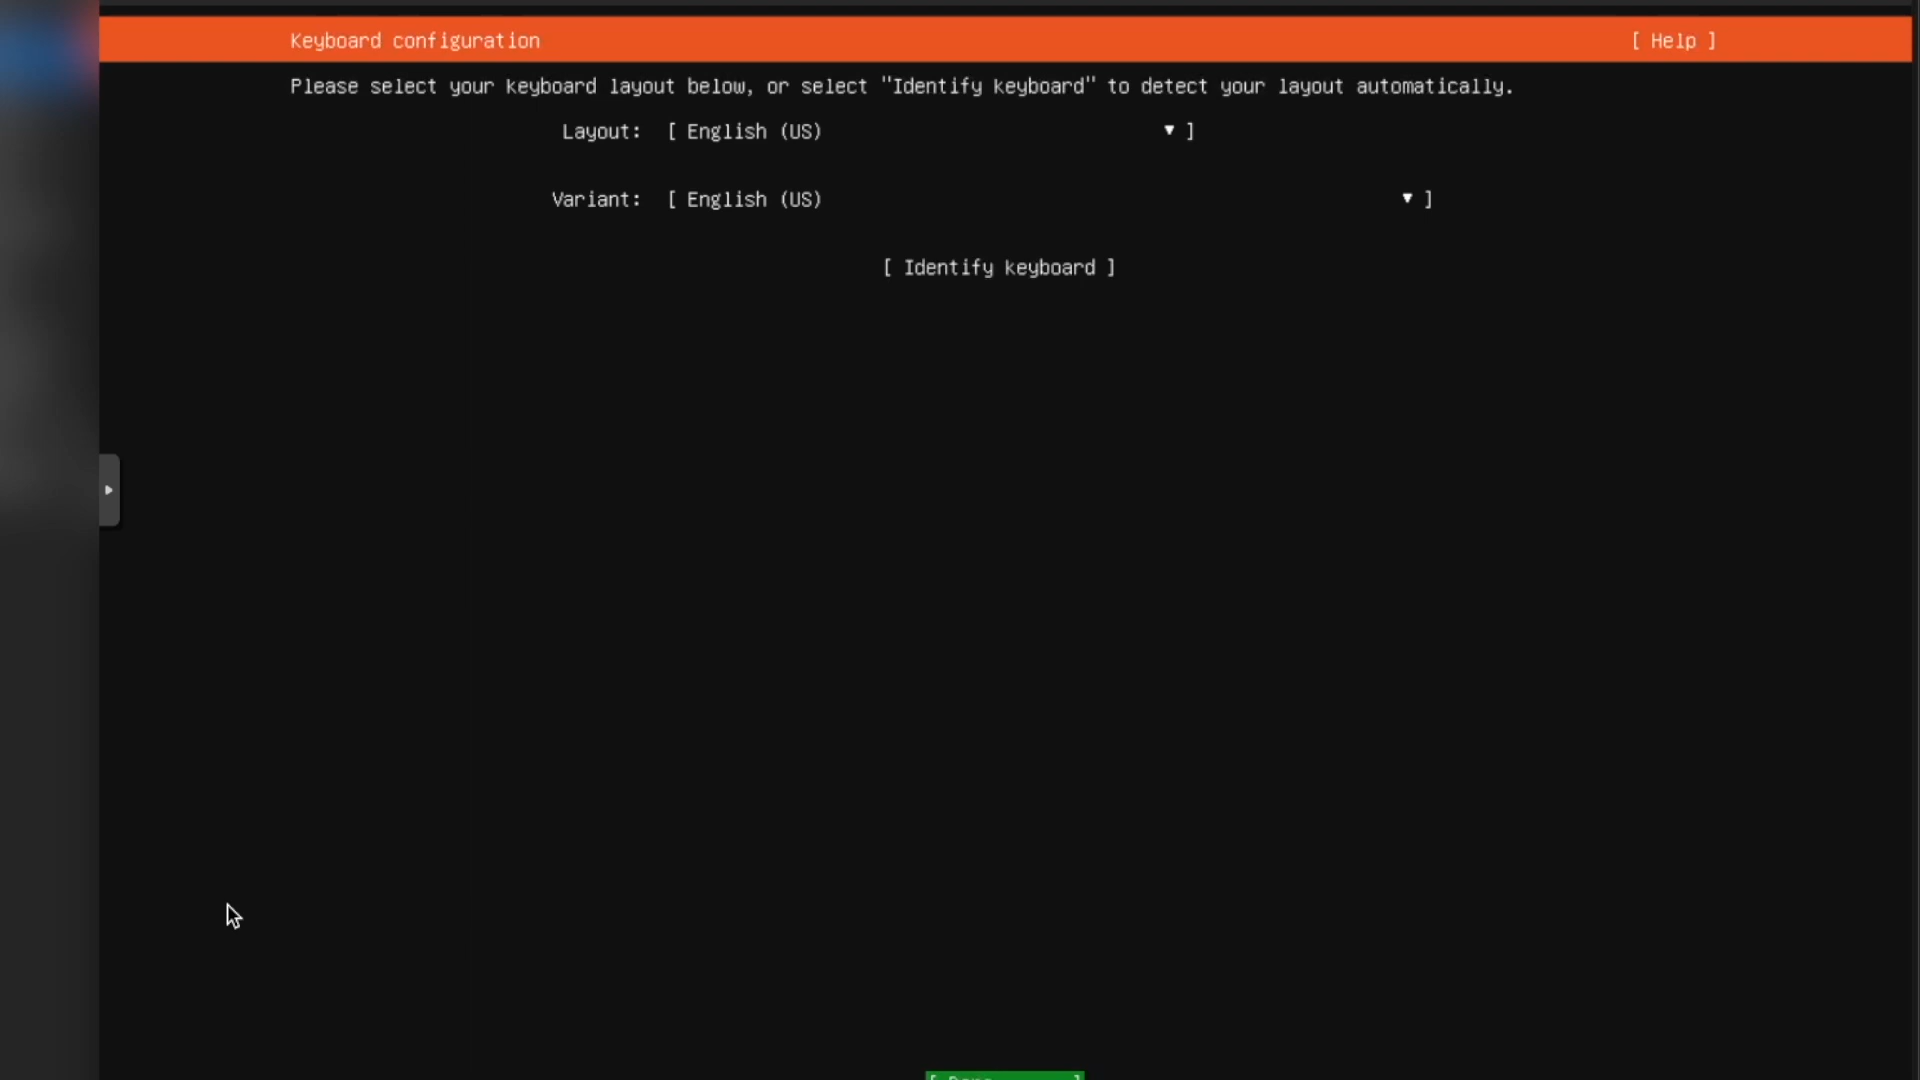 Keyboard configuration [ Help ]
Please select your keyboard layout below, or select "Identify keyboard" to detect your layout automatically.
Layout: [ English (US) ▼ ]
Variant: [ English (US) ▼ ]
[ Identify keyboard ]